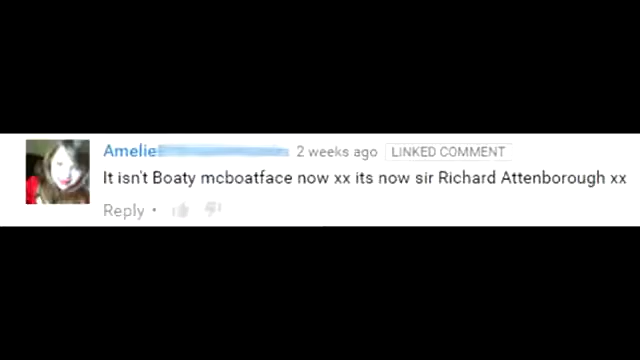 Amelie 2 weeks ago LINKED COMMENT
It isn't Boaty mcboatface now xx its now sir Richard Attenborough xx
Reply •